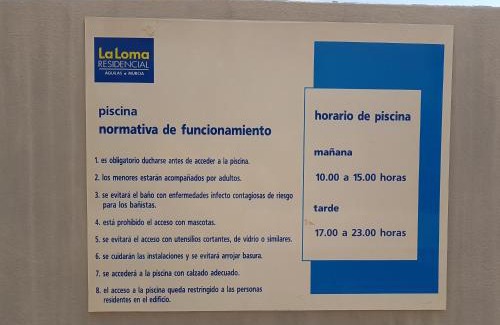 LaLoma
RESIDENCIAL
ÁGUILAS • MURCIA
piscina
normativa de funcionamiento
1. es obligatorio ducharse antes de acceder a la piscina.
2. los menores estarán acompañados por adultos.
3. se evitará el baño con enfermedades infecto contagiosas de riesgo
para los bañistas.
4. está prohibido el acceso con mascotas.
5. se evitará el acceso con utensilios cortantes, de vidrio o similares.
6. se cuidarán las instalaciones y se evitará arrojar basura.
7. se accederá a la piscina con calzado adecuado.
8. el acceso a la piscina queda restringido a las personas
residentes en el edificio.
horario de piscina
mañana
10.00 a 15.00 horas
tarde
17.00 a 23.00 horas